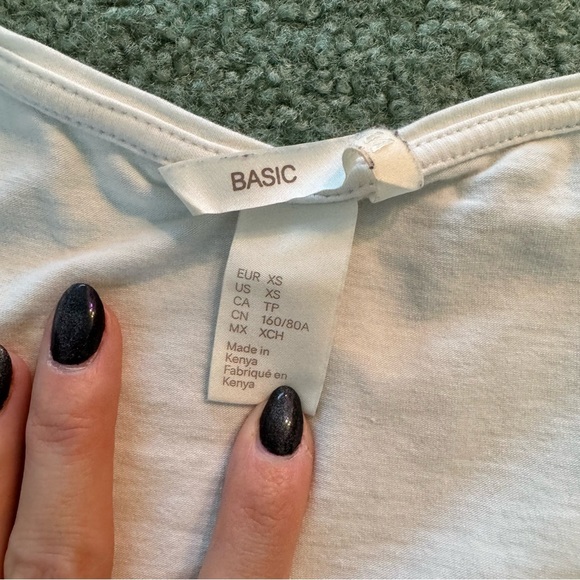 BASIC
EUR XS
US XS
CA TP
CN 160/80A
MX XCH
Made in
Kenya
Fabriqué en
Kenya